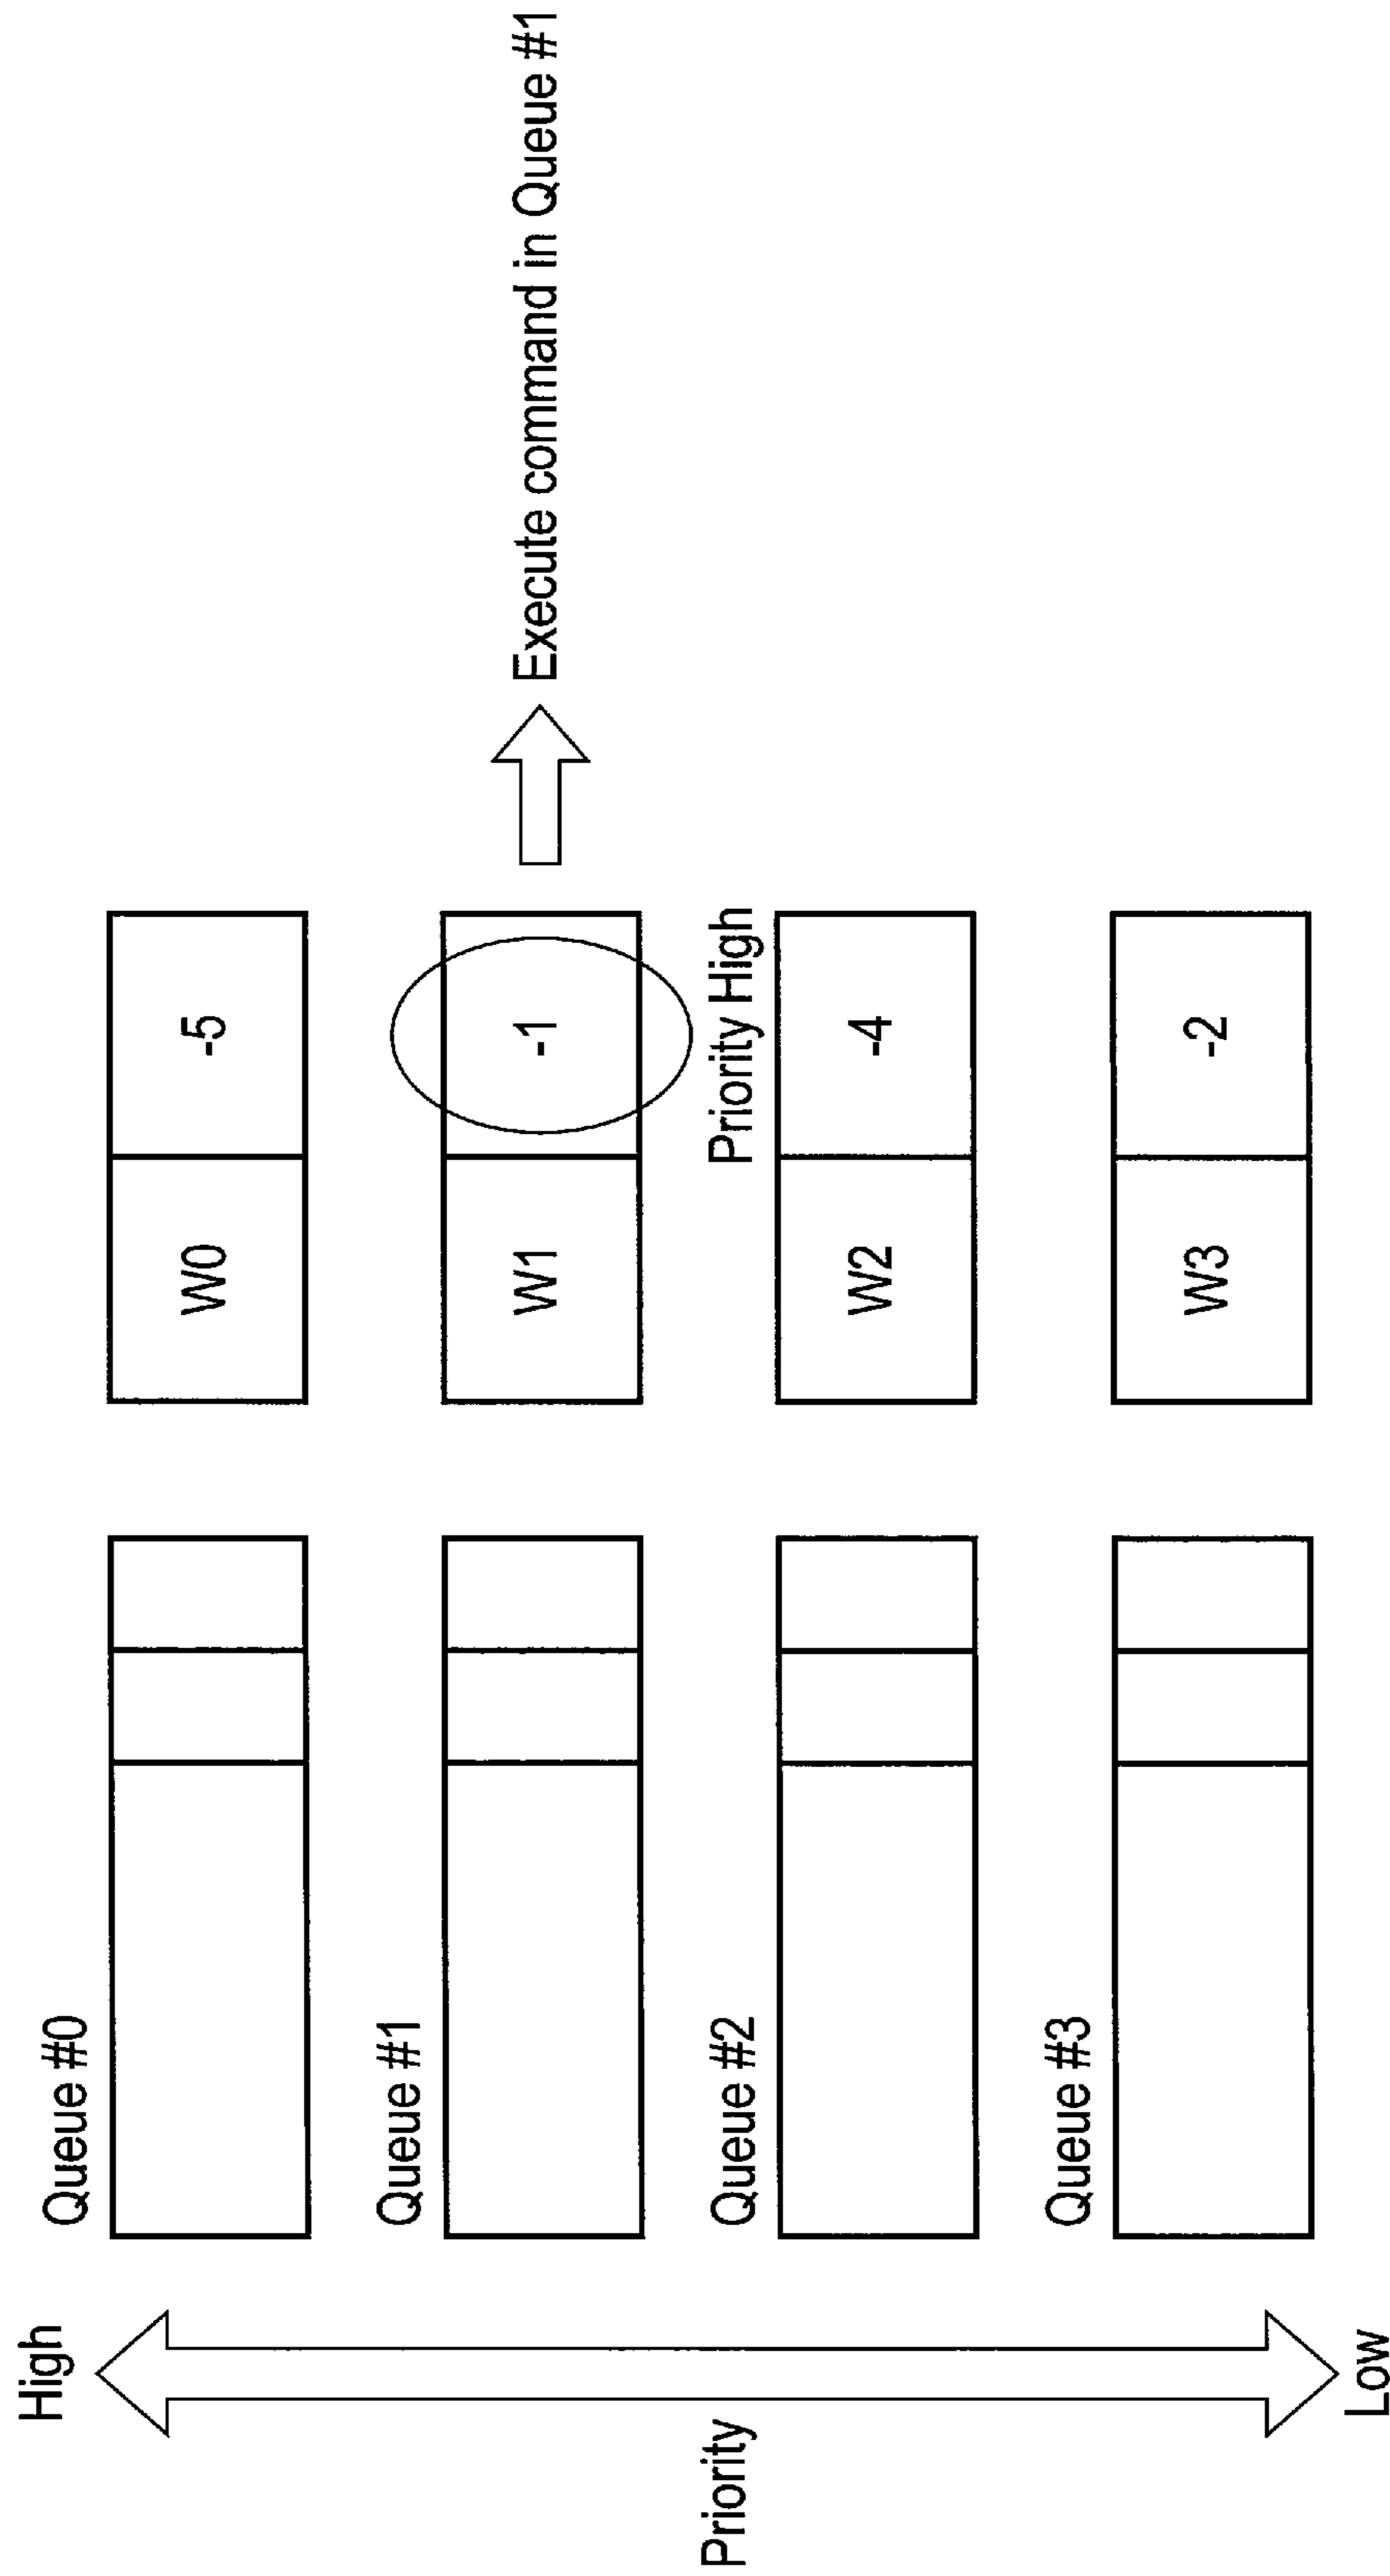 High
Priority
Low
Queue #0
W0
-5
Queue #1
W1
-1
Execute command in Queue #1
Priority High
Queue #2
W2
-4
Queue #3
W3
-2